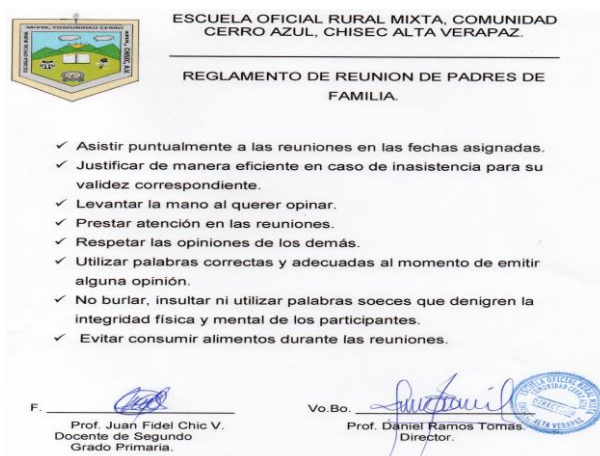 ESCUELA OFICIAL RURAL MIXTA, COMUNIDAD
CERRO AZUL, CHISEC ALTA VERAPAZ.
REGLAMENTO DE REUNION DE PADRES DE
FAMILIA.
✓ Asistir puntualmente a las reuniones en las fechas asignadas.
✓ Justificar de manera eficiente en caso de inasistencia para su
validez correspondiente.
✓ Levantar la mano al querer opinar.
✓ Prestar atención en las reuniones.
✓ Respetar las opiniones de los demás.
✓ Utilizar palabras correctas y adecuadas al momento de emitir
alguna opinión.
✓ No burlar, insultar ni utilizar palabras soeces que denigren la
integridad física y mental de los participantes.
✓ Evitar consumir alimentos durante las reuniones.
F.
Prof. Juan Fidel Chic V.
Docente de Segundo
Grado Primaria.
Vo.Bo.
Prof. Daniel Ramos Tomás.
Director.
DIRECCION
ALTA VERAPAZ